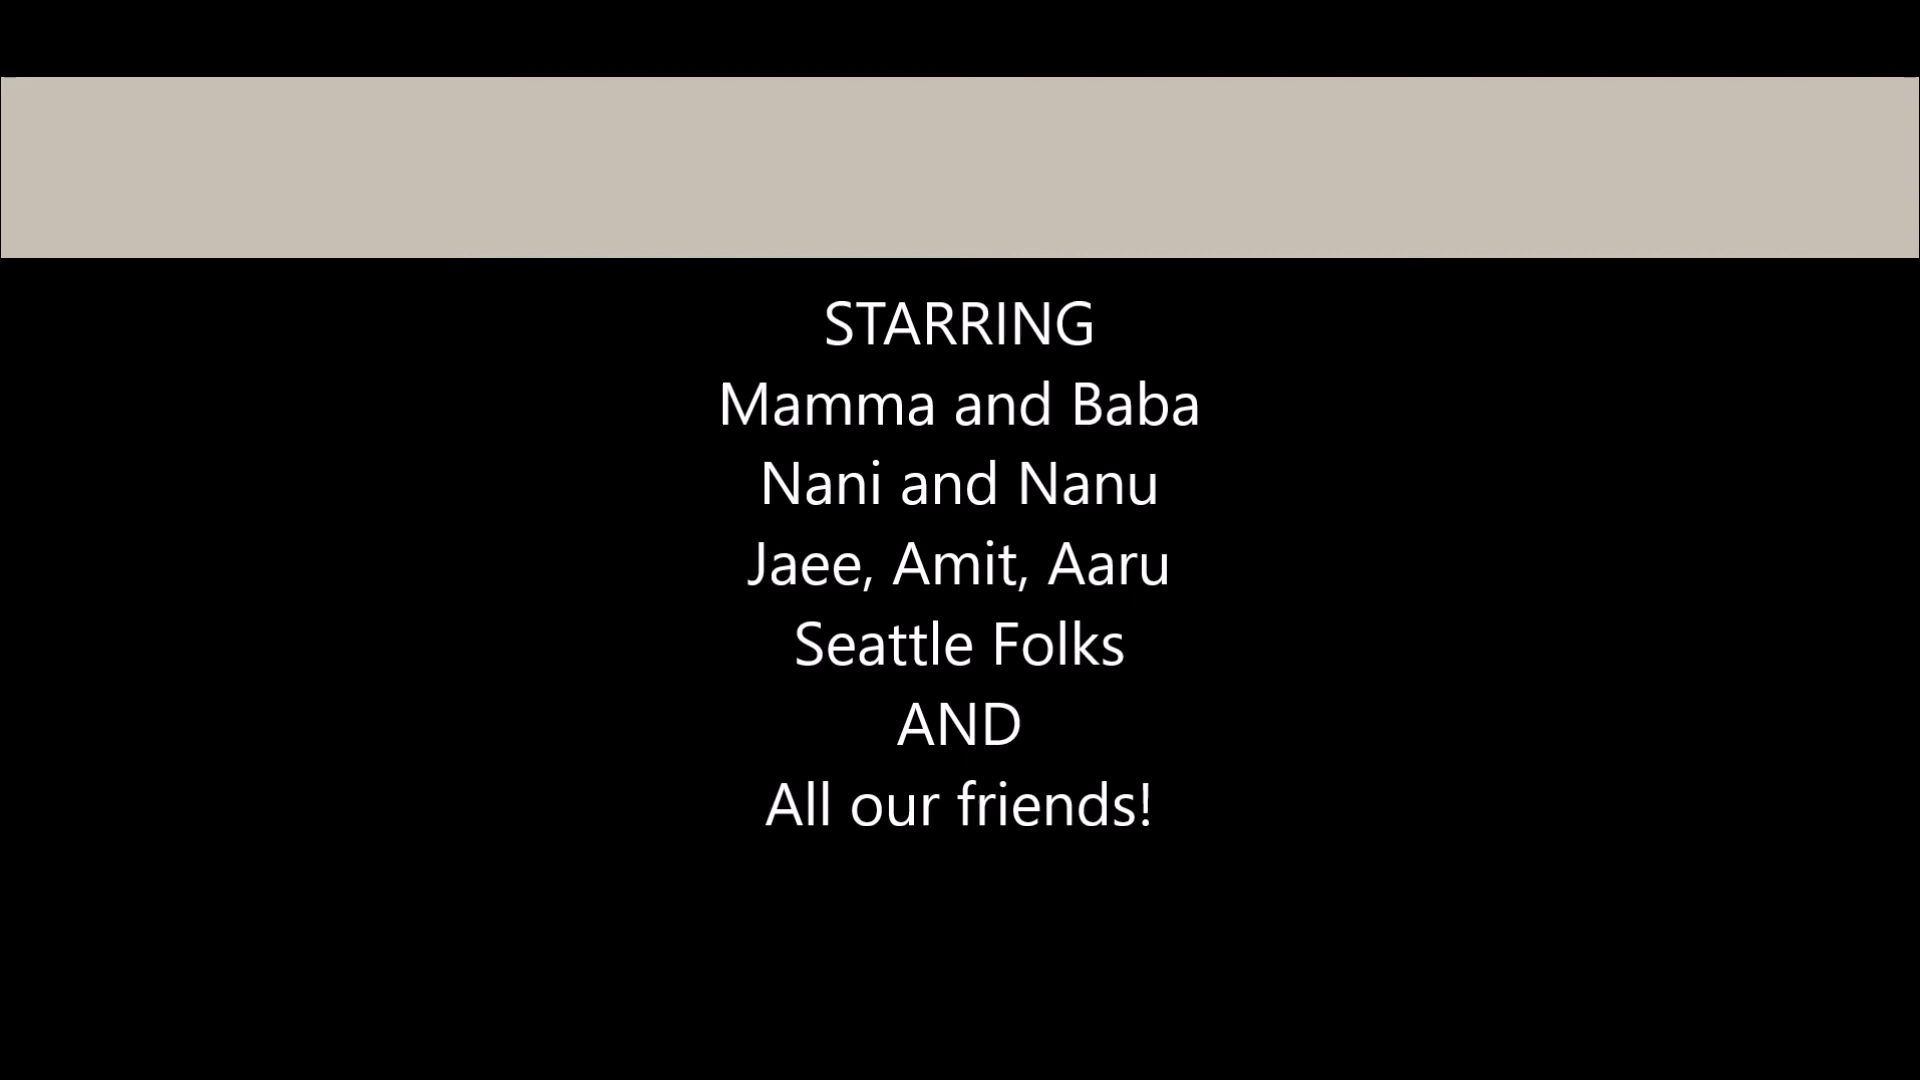 STARRING
Mamma and Baba
Nani and Nanu
Jaee, Amit, Aaru
Seattle Folks
AND
All our friends!